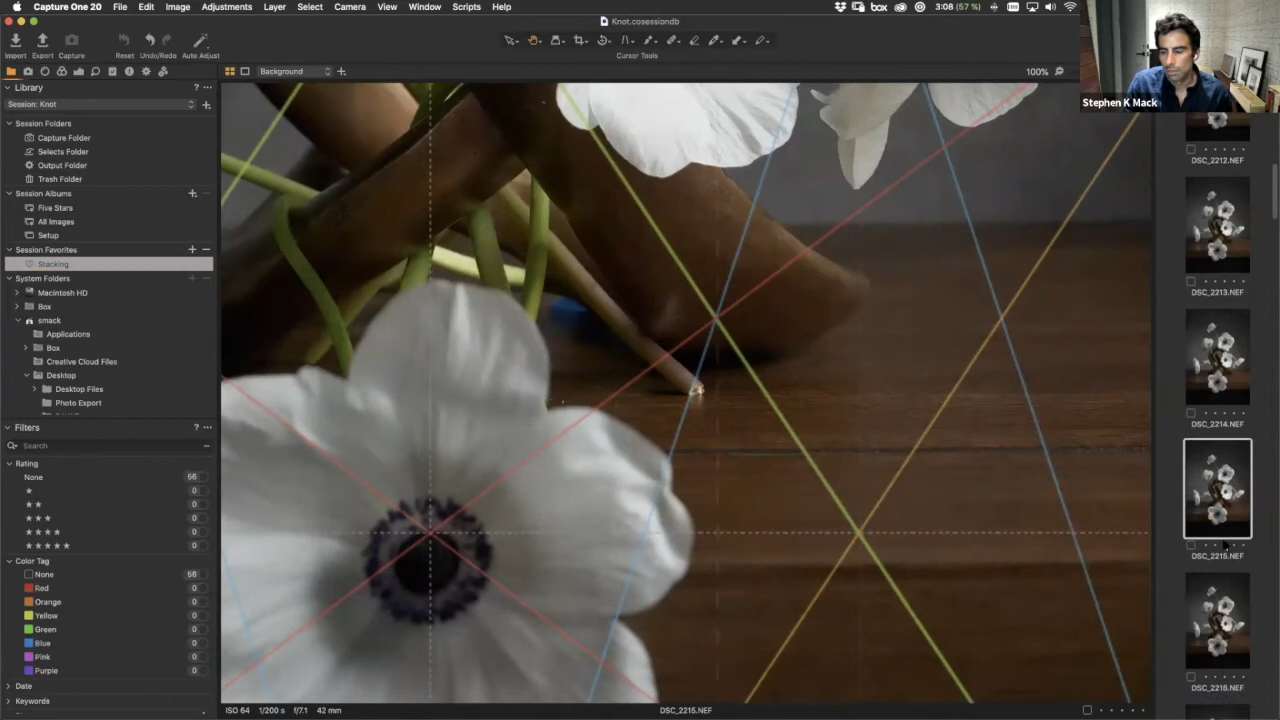 Capture One 20 File Edit View Image Adjustments Layer Select Camera View Window Scripts Help
box 3:08 (57 %)
Knot.cosessiondb
Import Export Capture Reset Undo/Redo Auto Adjust
Cursor Tools
Library ? ...
Background
100%
Session: Knot
Stephen K Mack
Session Folders
Capture Folder
Selects Folder
Output Folder
Trash Folder
Session Albums
Five Stars
All Images
Setup
Session Favorites
Stacking
System Folders
Macintosh HD
Box
smack
Applications
Box
Creative Cloud Files
Desktop
Desktop Files
Photo Export
Filters ? ...
Search
Rating
None 56
0
0
0
0
0
Color Tag
None 56
Red 0
Orange 0
Yellow 0
Green 0
Blue 0
Pink 0
Purple 0
Date
Keywords
DSC_2212.NEF
DSC_2213.NEF
DSC_2214.NEF
DSC_2215.NEF
DSC_2216.NEF
ISO 64 1/200 s f/7.1 42 mm
DSC_2215.NEF